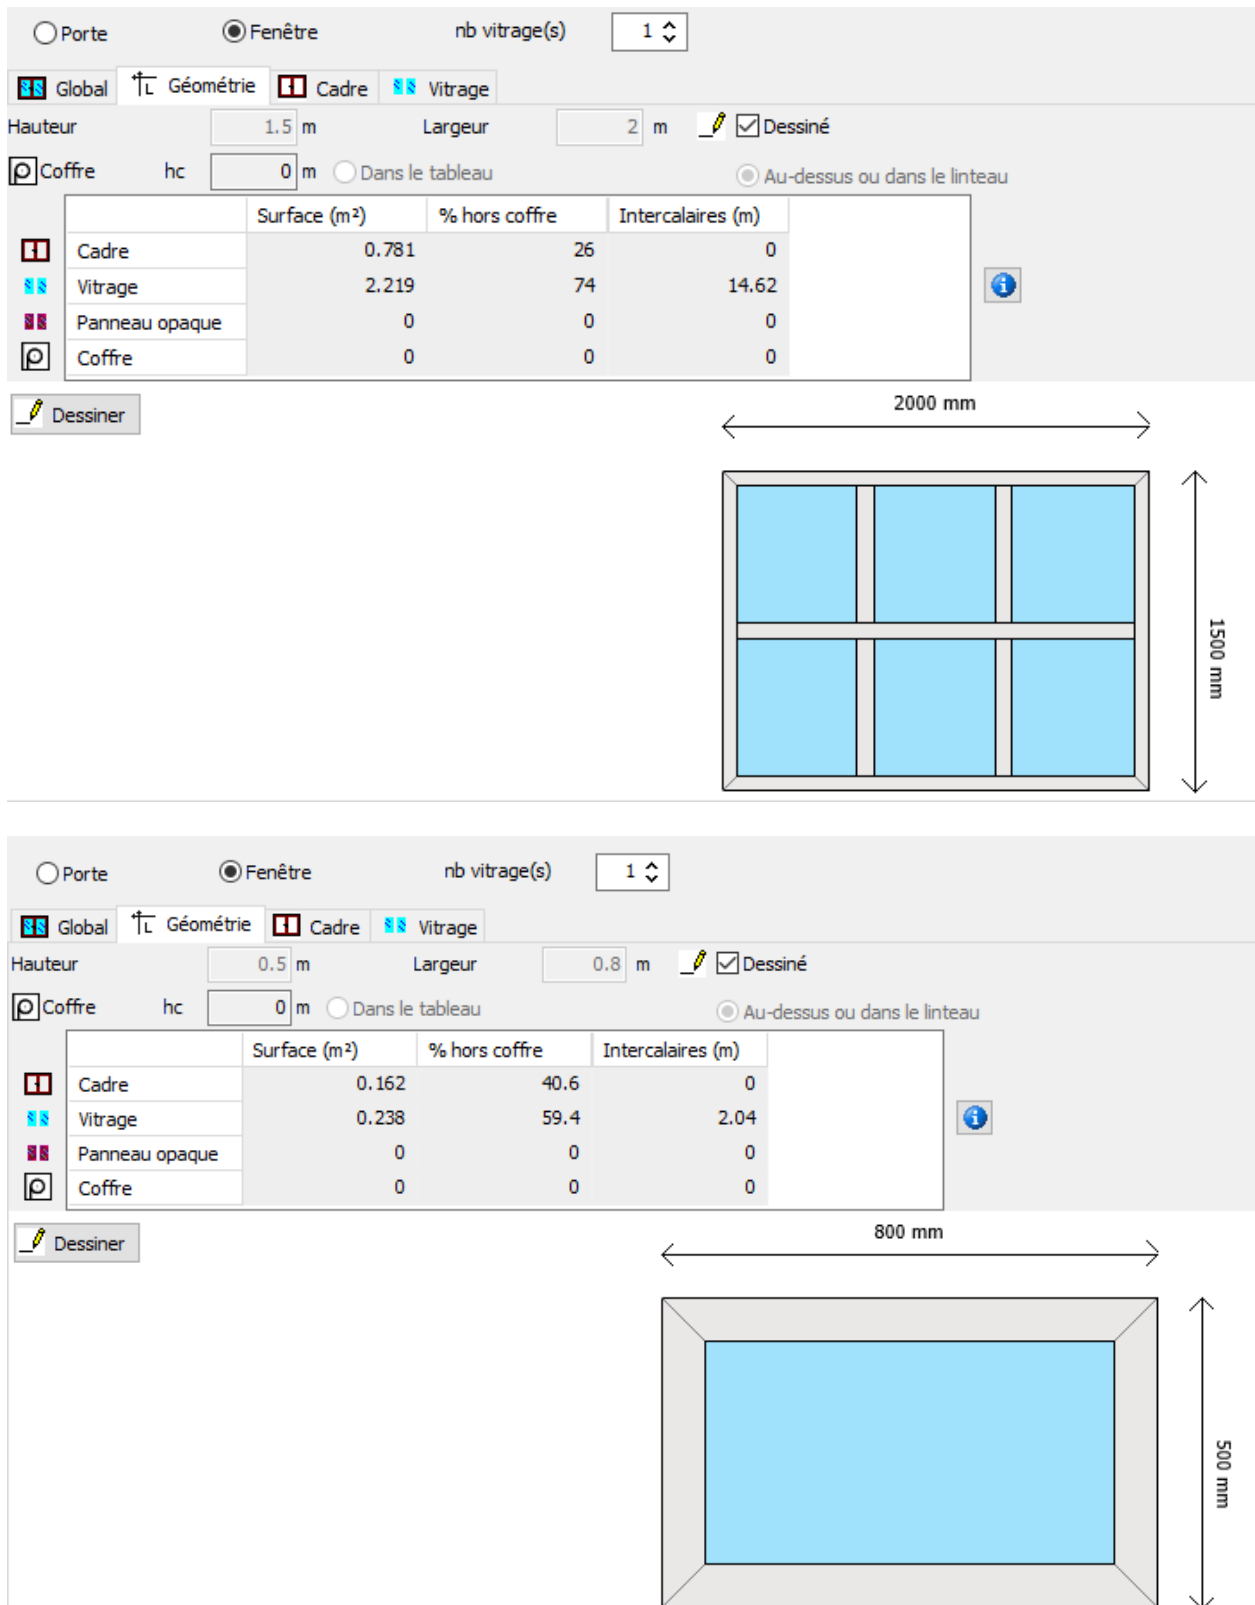 Porte Fenêtre nb vitrage(s) 1
Global Géométrie Cadre Vitrage
Hauteur 1.5 m Largeur 2 m Dessiné
Coffre hc 0 m Dans le tableau Au-dessus ou dans le linteau
Surface (m²) % hors coffre Intercalaires (m)
Cadre 0.781 26 0
Vitrage 2.219 74 14.62
Panneau opaque 0 0 0
Coffre 0 0 0
Dessiner
2000 mm
1500 mm
Porte Fenêtre nb vitrage(s) 1
Global Géométrie Cadre Vitrage
Hauteur 0.5 m Largeur 0.8 m Dessiné
Coffre hc 0 m Dans le tableau Au-dessus ou dans le linteau
Surface (m²) % hors coffre Intercalaires (m)
Cadre 0.162 40.6 0
Vitrage 0.238 59.4 2.04
Panneau opaque 0 0 0
Coffre 0 0 0
Dessiner
800 mm
500 mm